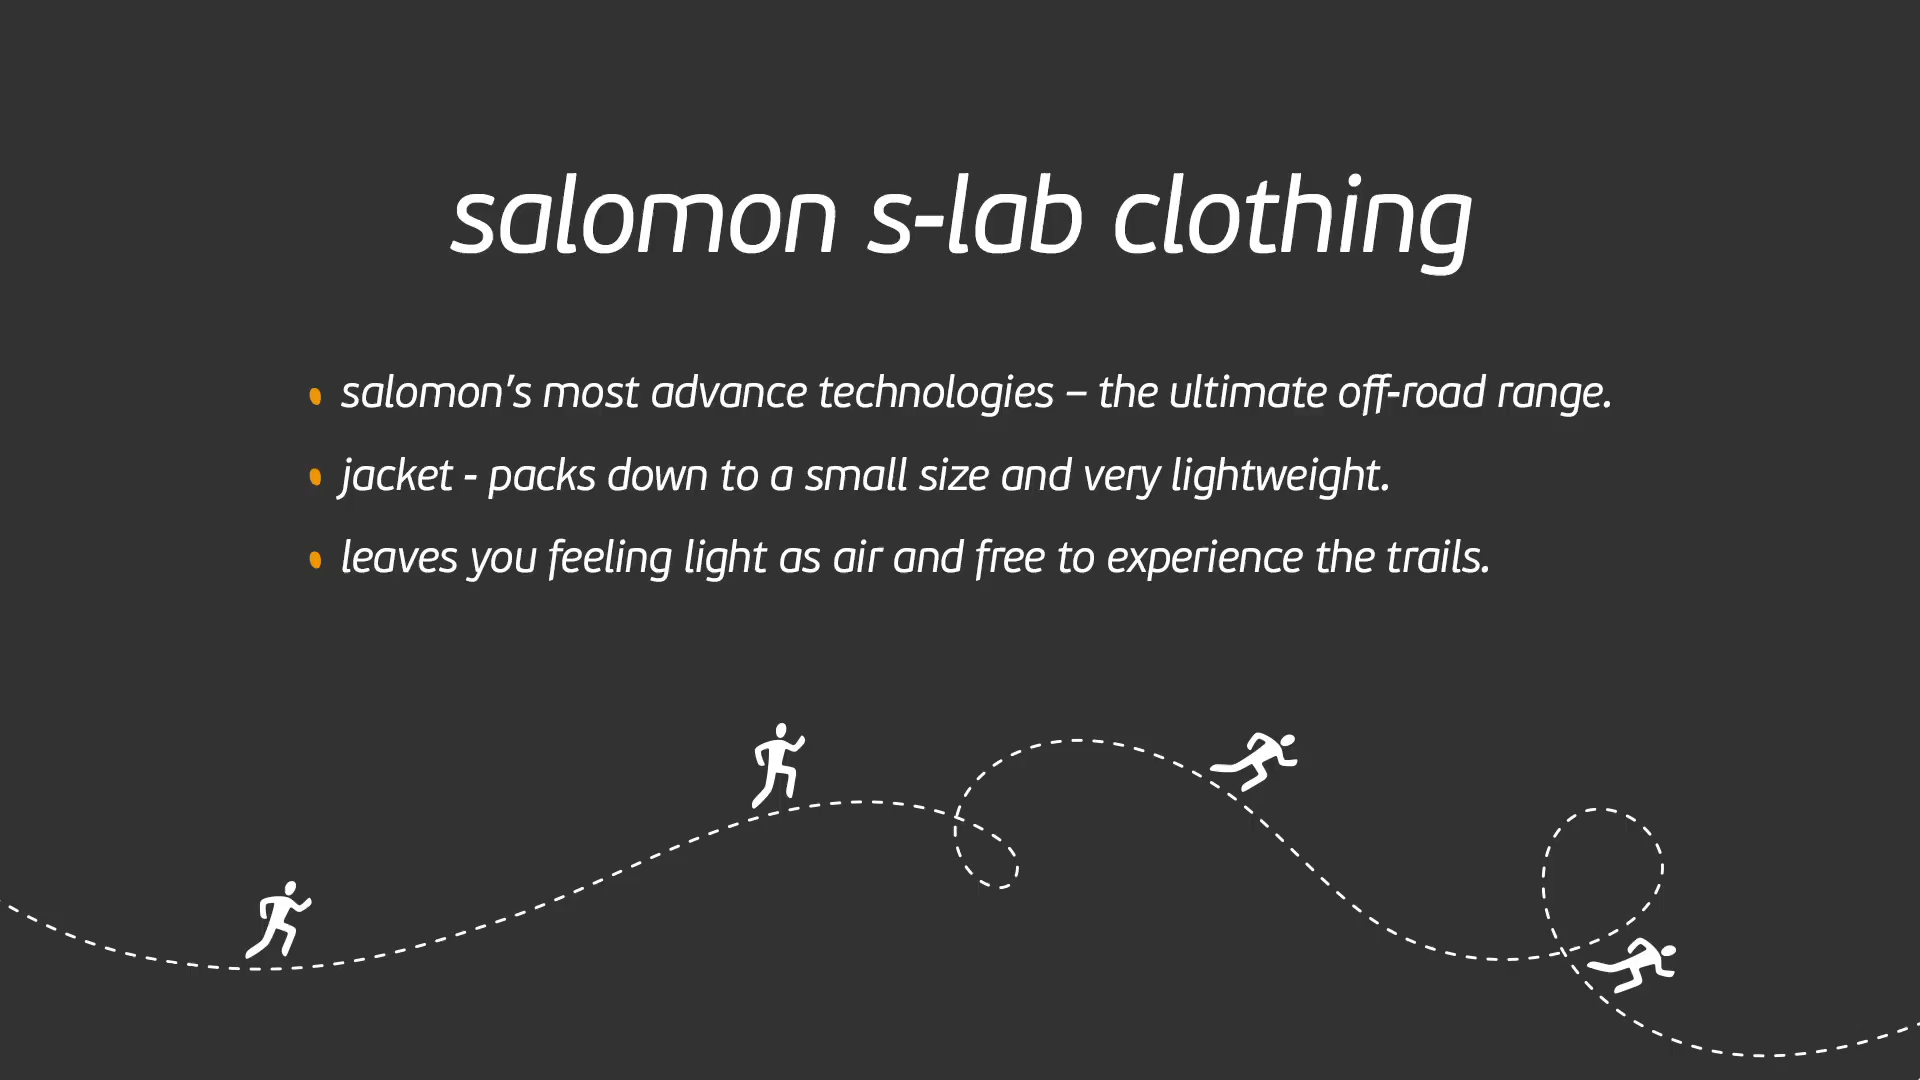 salomon s-lab clothing
• salomon's most advance technologies – the ultimate off-road range.
• jacket - packs down to a small size and very lightweight.
• leaves you feeling light as air and free to experience the trails.